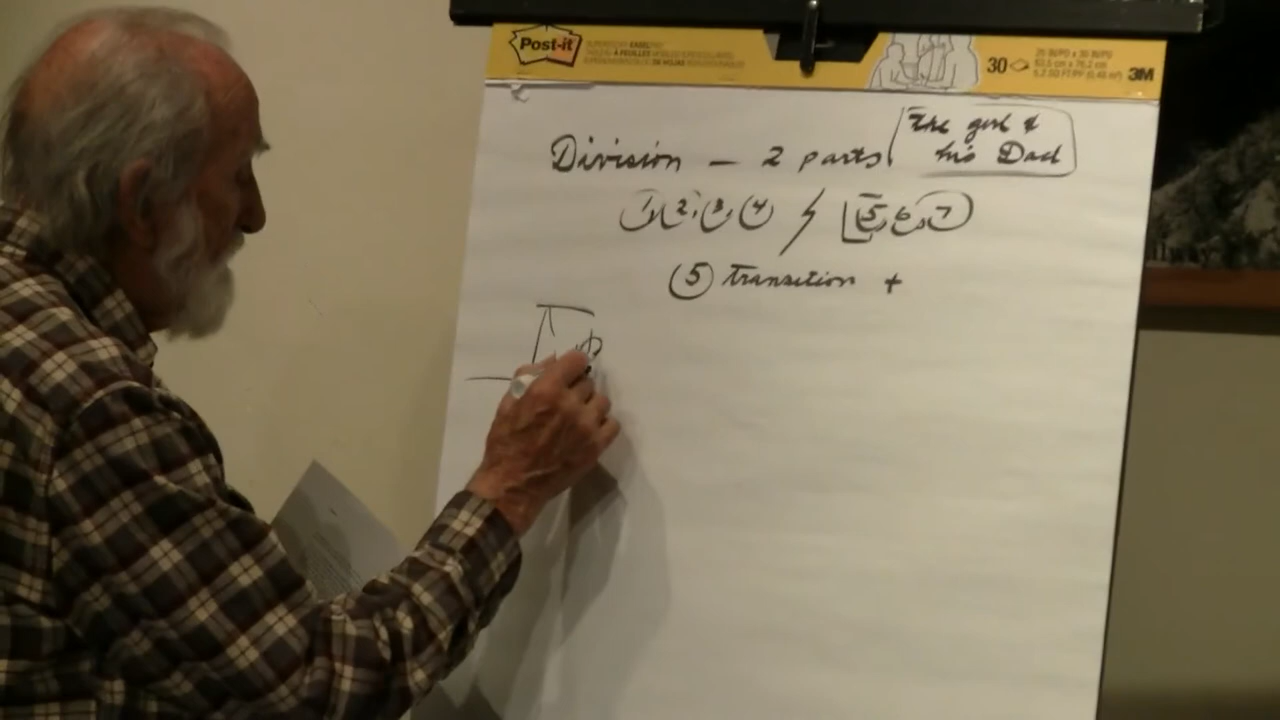 Post-it
30
3M
Division — 2 parts
The girl &
his Dad
1, 2, 3, 4 / 5, 6, 7
5 transition +